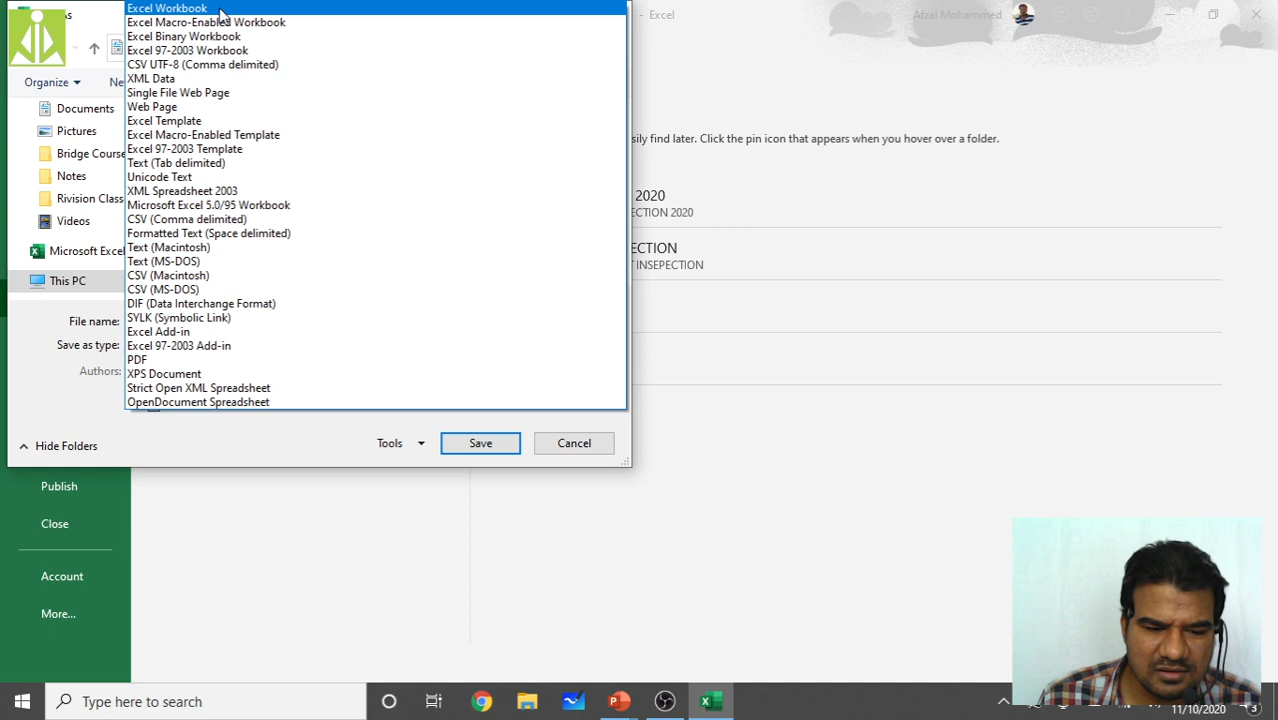 Excel Workbook
- Excel
Afzal Mohammed
As
Excel Macro-Enabled Workbook
Excel Binary Workbook
Excel 97-2003 Workbook
CSV UTF-8 (Comma delimited)
XML Data
Single File Web Page
Web Page
Excel Template
Excel Macro-Enabled Template
Excel 97-2003 Template
Text (Tab delimited)
Unicode Text
XML Spreadsheet 2003
Microsoft Excel 5.0/95 Workbook
CSV (Comma delimited)
Formatted Text (Space delimited)
Text (Macintosh)
Text (MS-DOS)
CSV (Macintosh)
CSV (MS-DOS)
DIF (Data Interchange Format)
SYLK (Symbolic Link)
Excel Add-in
Excel 97-2003 Add-in
PDF
XPS Document
Strict Open XML Spreadsheet
OpenDocument Spreadsheet
Organize
Ne
Documents
Pictures
Bridge Course
Notes
Rivision Class
Videos
Microsoft Exce
This PC
File name:
Save as type:
Authors:
Hide Folders
Tools
Save
Cancel
sily find later. Click the pin icon that appears when you hover over a folder.
2020
ECTION 2020
ECTION
INSEPECTION
Publish
Close
Account
More...
Type here to search
11/10/2020
3